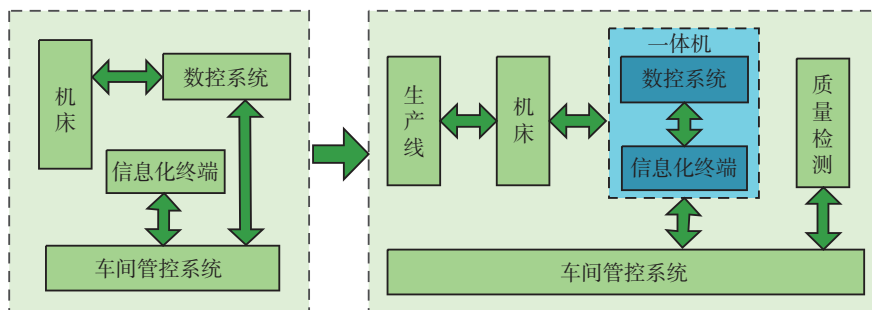 机床
数控系统
信息化终端
车间管控系统
生产线
机床
一体机
数控系统
信息化终端
质量检测
车间管控系统